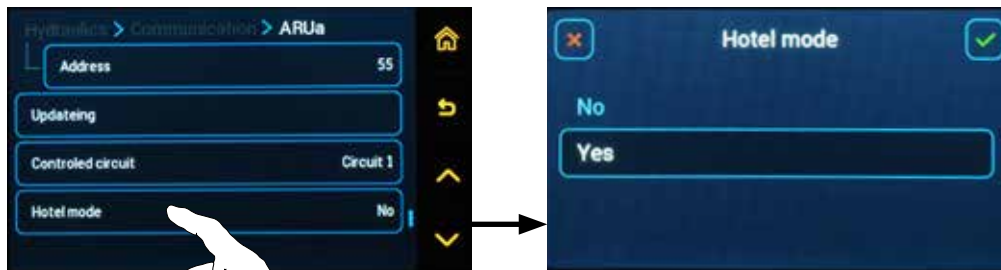 Hydraulics > Communication > ARUa
Address 55
Updateing
Controled circuit Circuit 1
Hotel mode No
Hotel mode
No
Yes